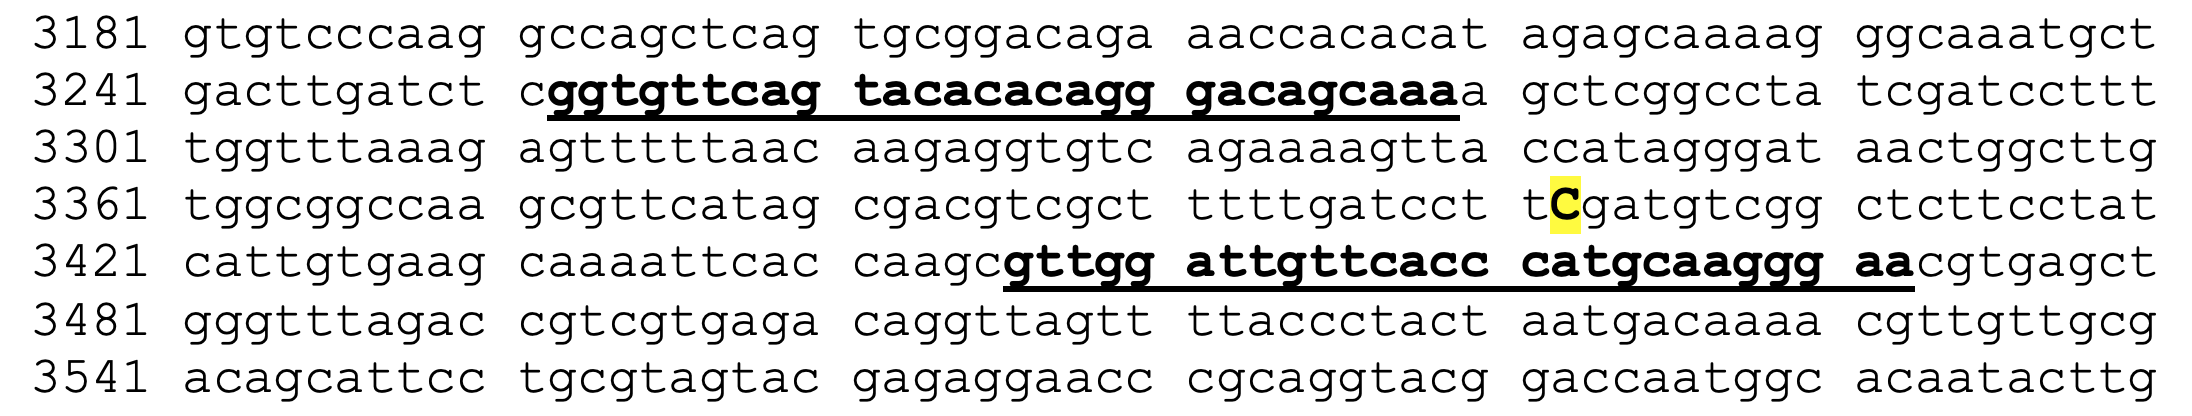 3181 gtgtcccaag gccagctcag tgcggacaga aaccacacat agagcaaaag ggcaaatgct
3241 gacttgatct cggtgttcag tacacacagg gacagcaaaa gctcggccta tcgatccttt
3301 tggtttaaag agtttttaac aagaggtgtc agaaaagtta ccatagggat aactggcttg
3361 tggcggccaa gcgttcatag cgacgtcgct ttttgatcct tCgatgtcgg ctcttcctat
3421 cattgtgaag caaaattcac caagcgttgg attgttcacc catgcaaggg aacgtgagct
3481 gggtttagac cgtcgtgaga caggttagtt ttaccctact aatgacaaaa cgttgttgcg
3541 acagcattcc tgcgtagtac gagaggaacc cgcaggtacg gaccaatggc acaatacttg